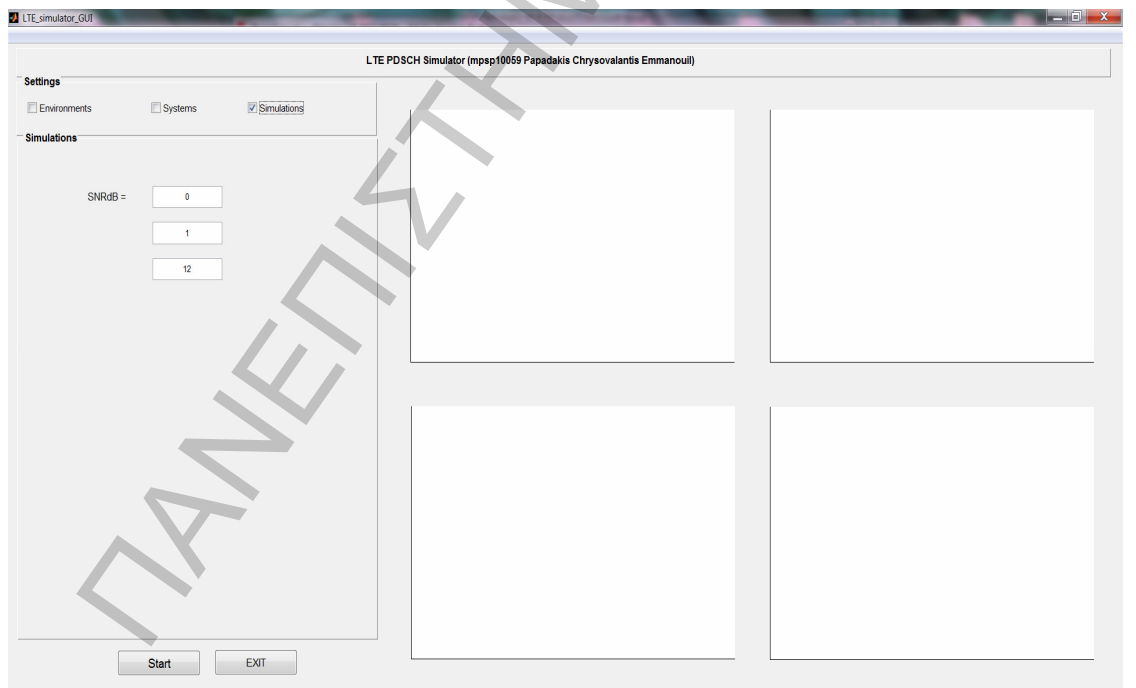 LTE_simulator_GUI
LTE PDSCH Simulator (mpsp10059 Papadakis Chrysovalantis Emmanouil)
Settings
Environments Systems Simulations
Simulations
SNRdB = 0
1
12
Start EXIT
ΠΑΝΕΠΙΣΤΗΜ